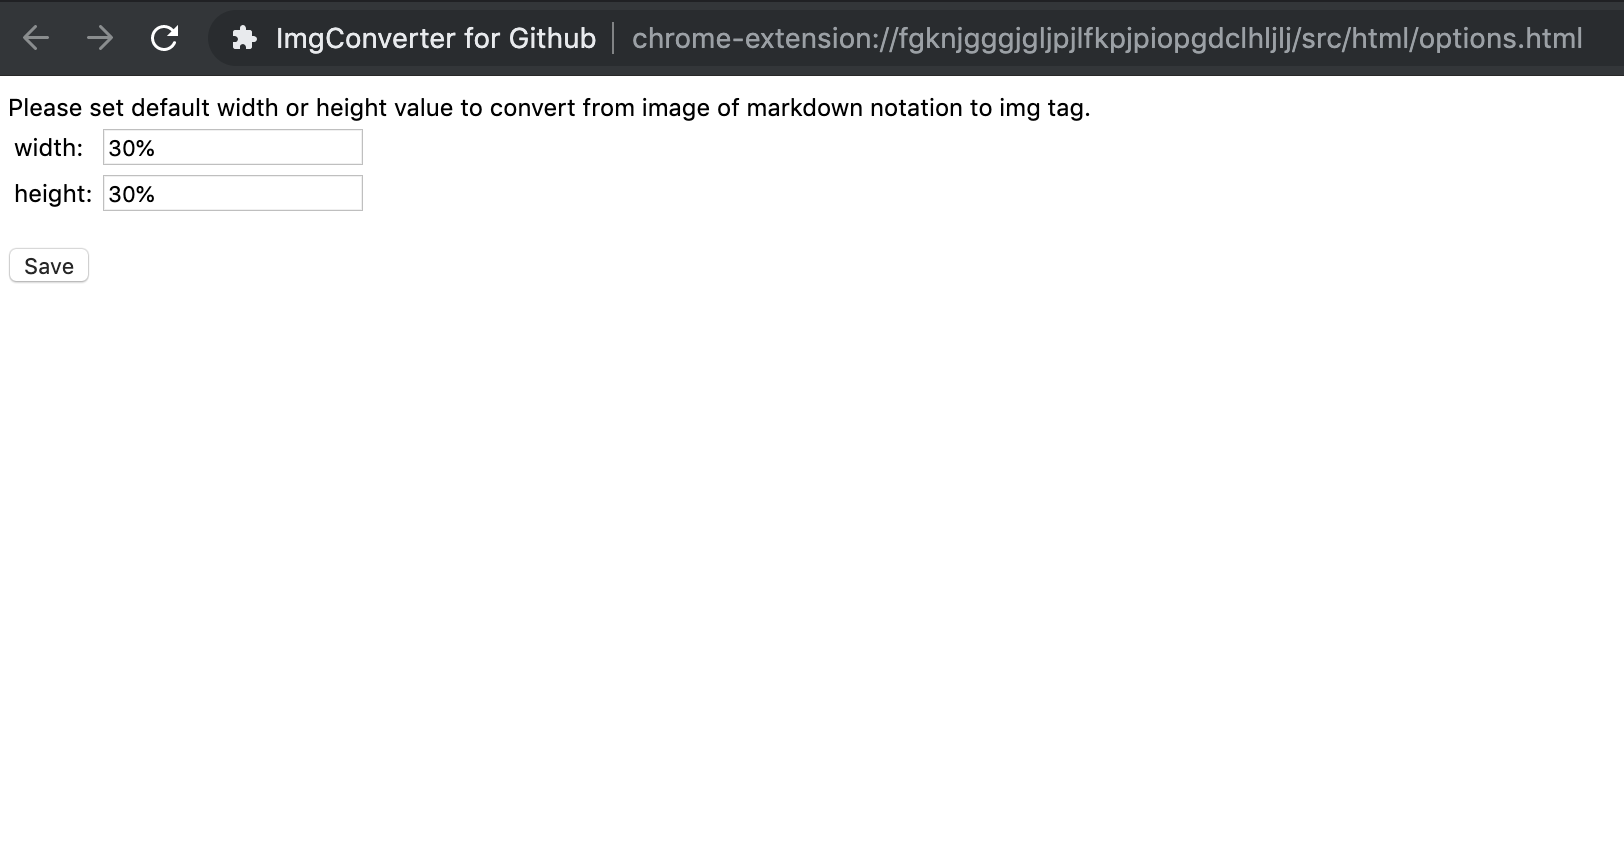 ImgConverter for Github | chrome-extension://fgknjgggjgljpjlfkpjpiopgdclhljlj/src/html/options.html
Please set default width or height value to convert from image of markdown notation to img tag.
width: 30%
height: 30%
Save